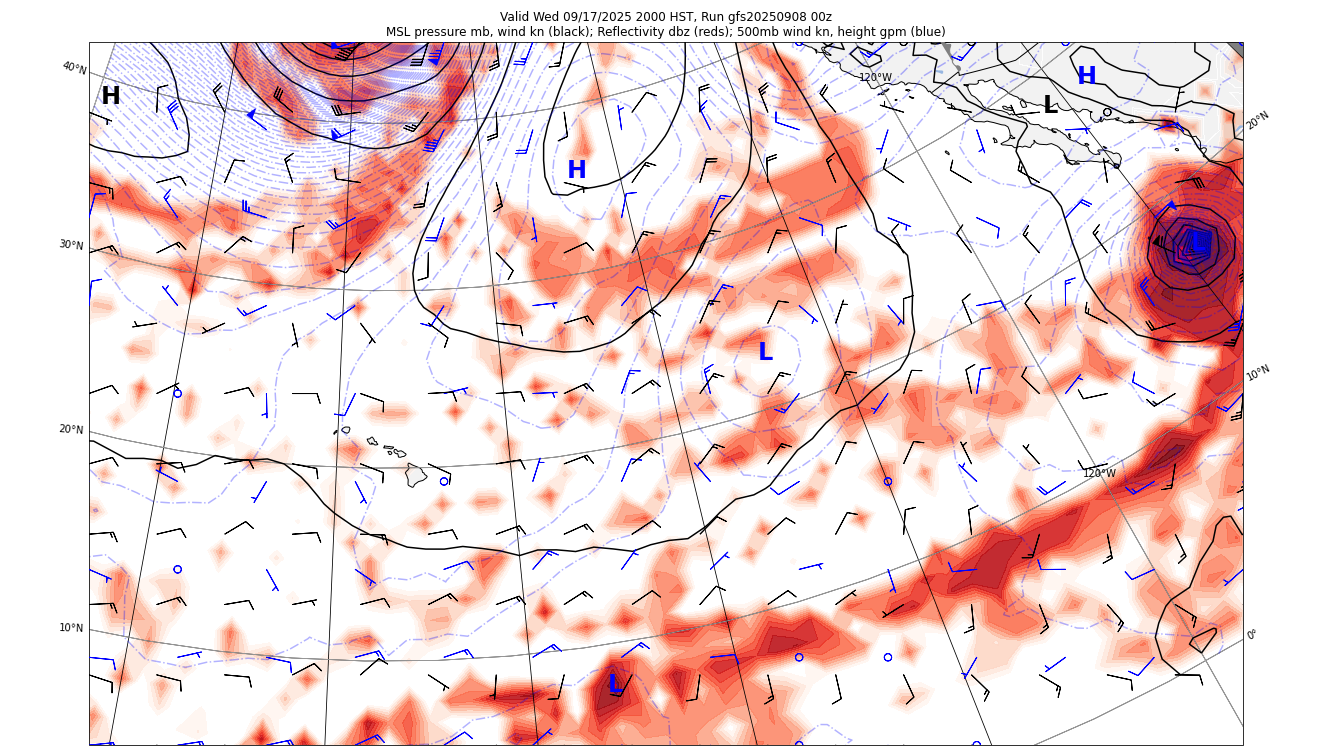 Valid Wed 09/17/2025 2000 HST, Run gfs20250908 00z
MSL pressure mb, wind kn (black); Reflectivity dbz (reds); 500mb wind kn, height gpm (blue)
40°N
H
120°W
H
L
20°N
H
30°N
L
10°N
20°N
120°W
10°N
0°
L